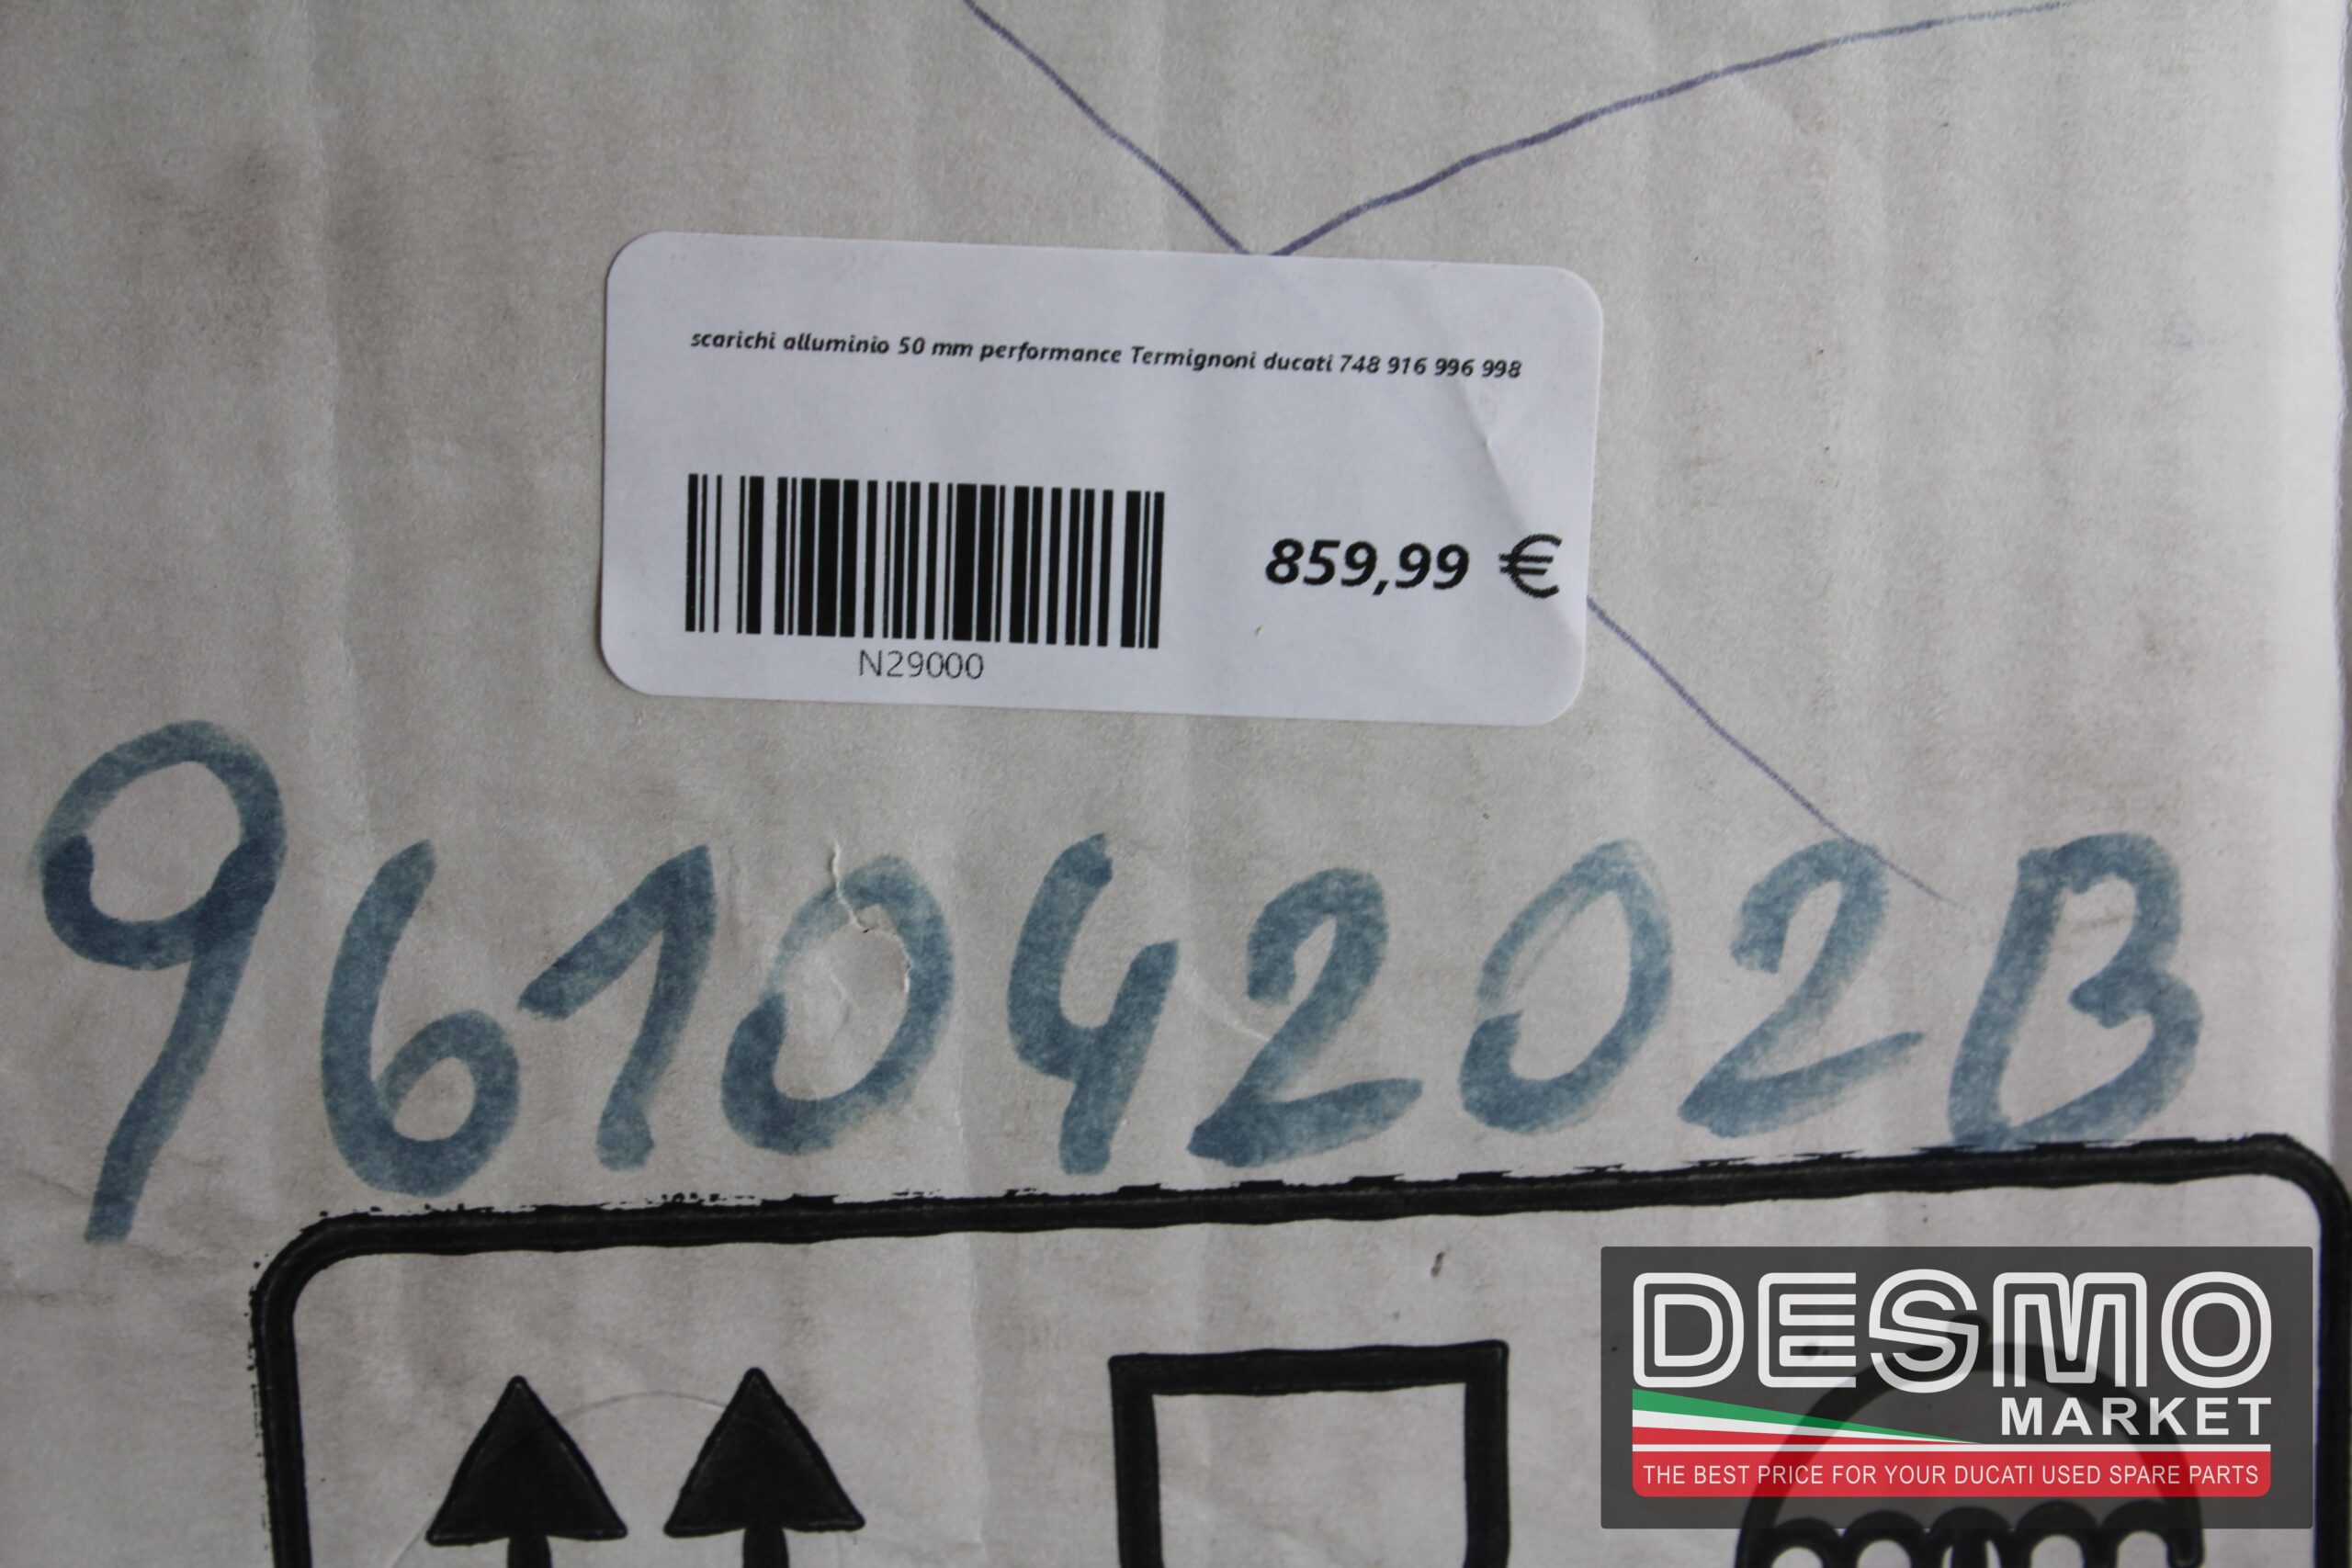 scarichi alluminio 50 mm performance Termignoni ducati 748 916 996 998
859,99 €
N29000
96104202B
DESMO
MARKET
THE BEST PRICE FOR YOUR DUCATI USED SPARE PARTS